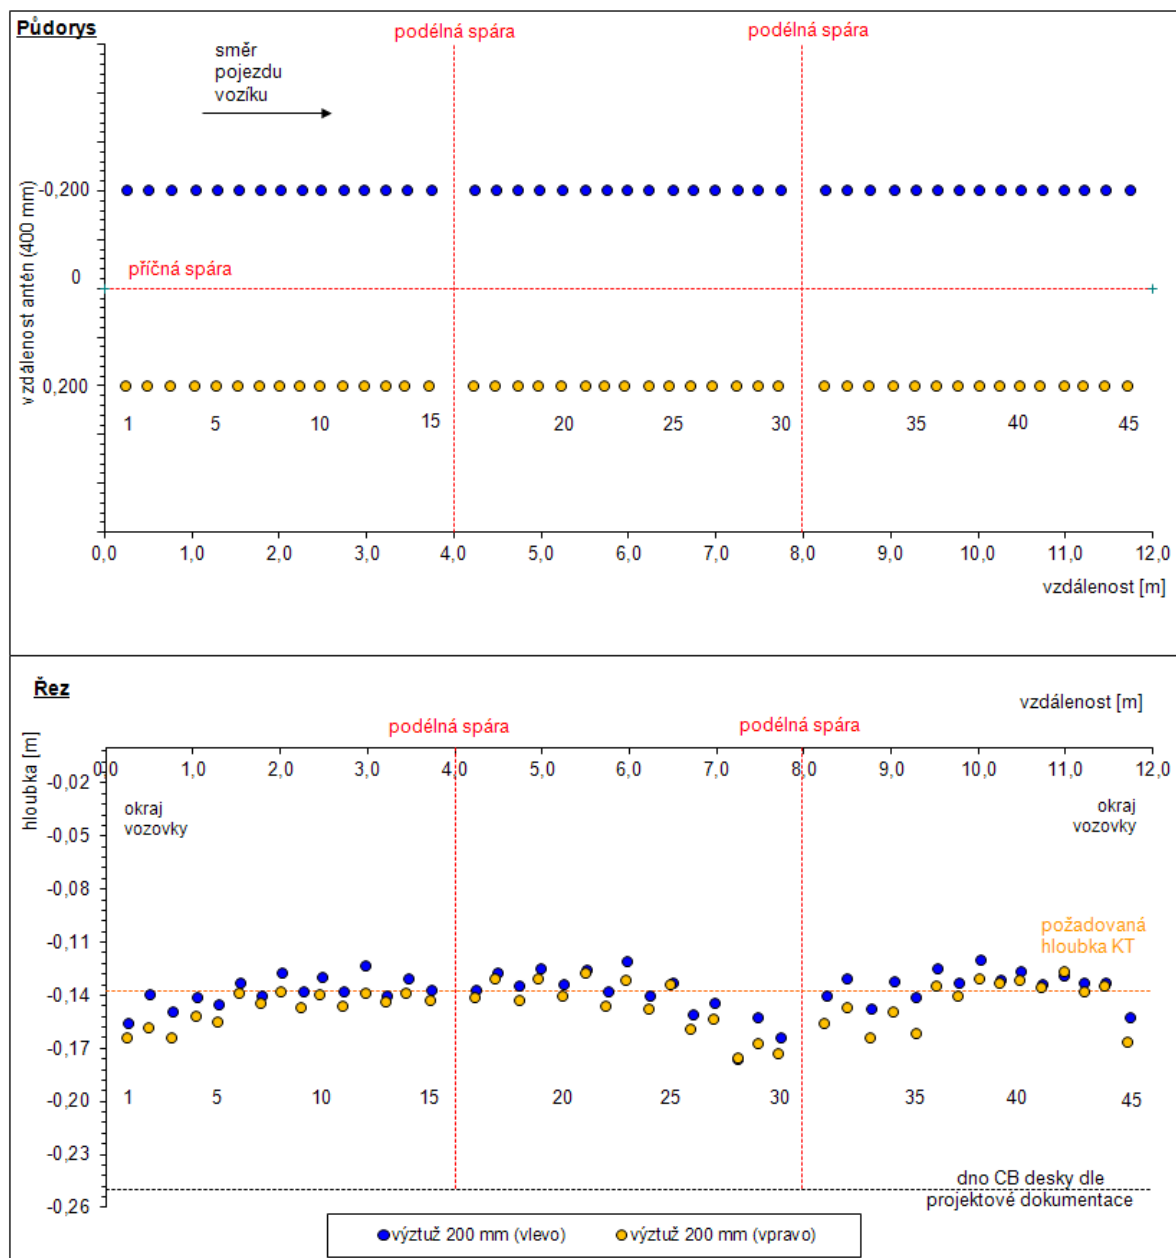 Půdorys
podélná spára
podélná spára
směr
pojezdu
vozíku
vzdálenost antén (400 mm)
-0,200
0
příčná spára
0,200
1 5 10 15 20 25 30 35 40 45
0,0 1,0 2,0 3,0 4,0 5,0 6,0 7,0 8,0 9,0 10,0 11,0 12,0
vzdálenost [m]
Řez
vzdálenost [m]
podélná spára
podélná spára
hloubka [m]
0,0 1,0 2,0 3,0 4,0 5,0 6,0 7,0 8,0 9,0 10,0 11,0 12,0
-0,02
okraj
vozovky
okraj
vozovky
-0,05
-0,08
-0,11
požadovaná
hloubka KT
-0,14
-0,17
1 5 10 15 20 25 30 35 40 45
-0,20
-0,23
dno CB desky dle
projektové dokumentace
-0,26
výztuž 200 mm (vlevo) výztuž 200 mm (vpravo)